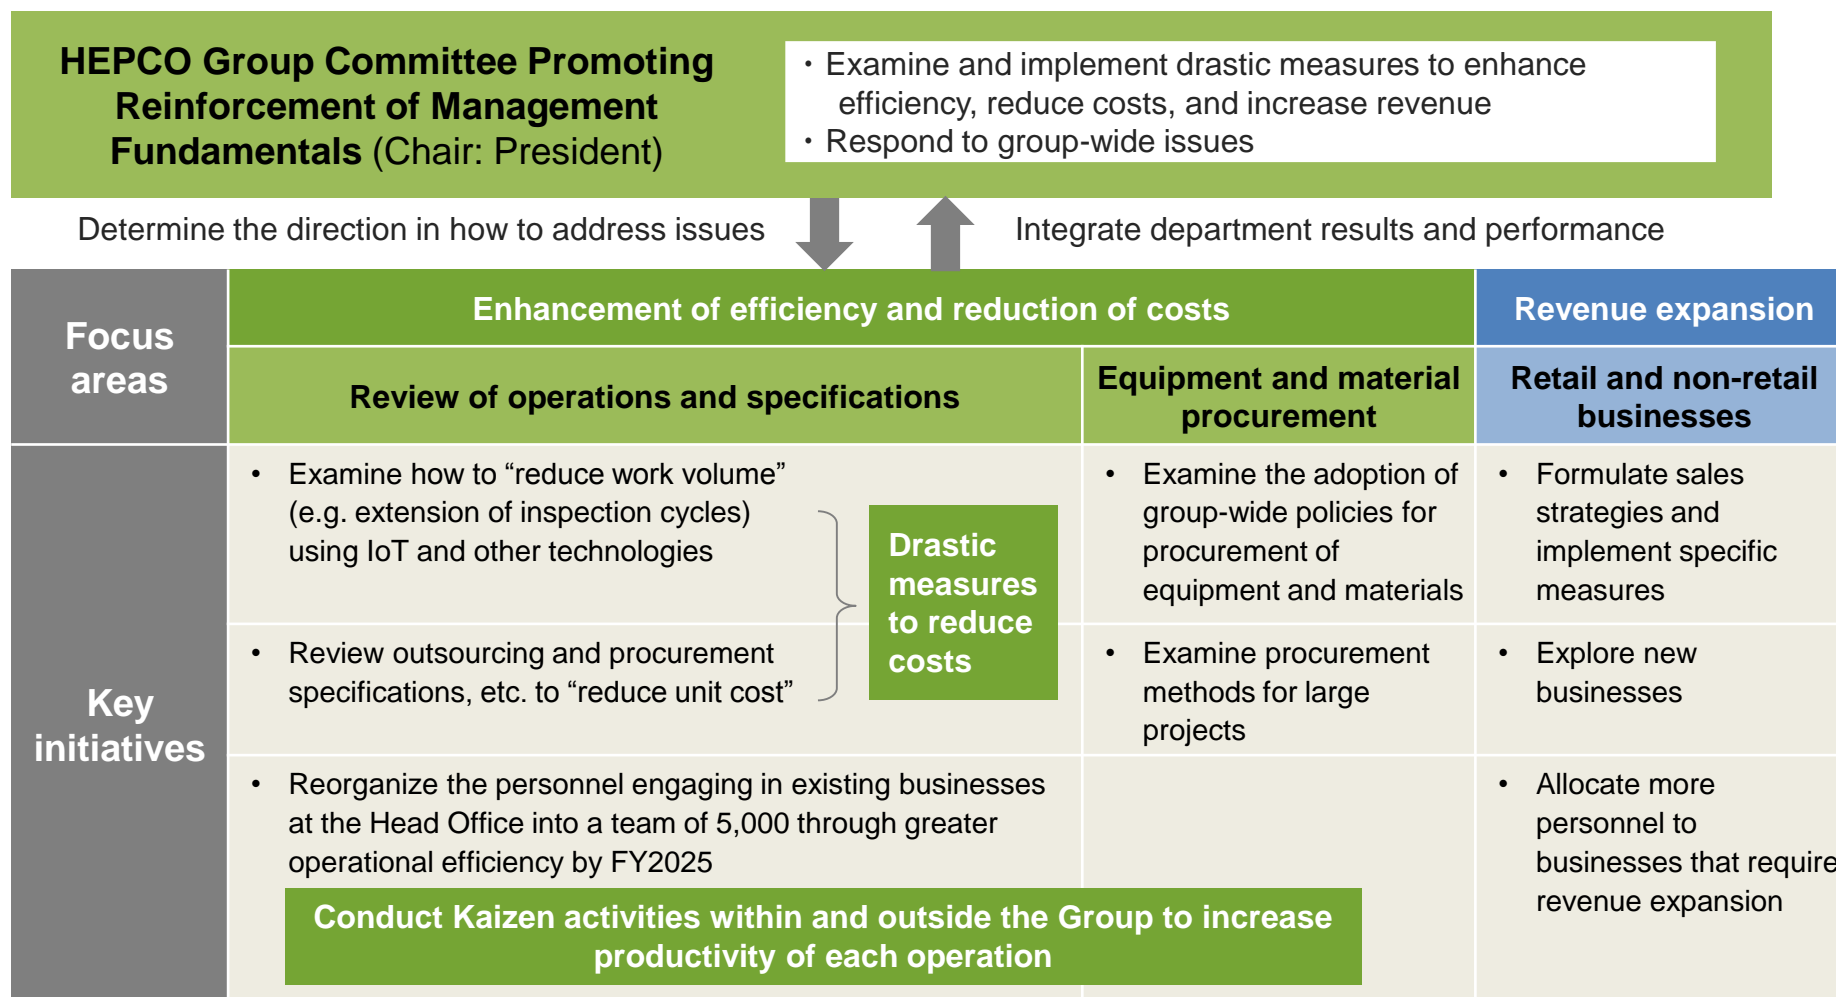 HEPCO Group Committee Promoting
Reinforcement of Management
Fundamentals (Chair: President)
・Examine and implement drastic measures to enhance
efficiency, reduce costs, and increase revenue
・Respond to group-wide issues
Determine the direction in how to address issues
Integrate department results and performance
Focus
areas
Enhancement of efficiency and reduction of costs
Revenue expansion
Review of operations and specifications
Equipment and material
procurement
Retail and non-retail
businesses
Key
initiatives
• Examine how to “reduce work volume”
(e.g. extension of inspection cycles)
using IoT and other technologies
• Review outsourcing and procurement
specifications, etc. to “reduce unit cost”
Drastic
measures
to reduce
costs
• Reorganize the personnel engaging in existing businesses
at the Head Office into a team of 5,000 through greater
operational efficiency by FY2025
• Examine the adoption of
group-wide policies for
procurement of
equipment and materials
• Examine procurement
methods for large
projects
• Formulate sales
strategies and
implement specific
measures
• Explore new
businesses
• Allocate more
personnel to
businesses that require
revenue expansion
Conduct Kaizen activities within and outside the Group to increase
productivity of each operation